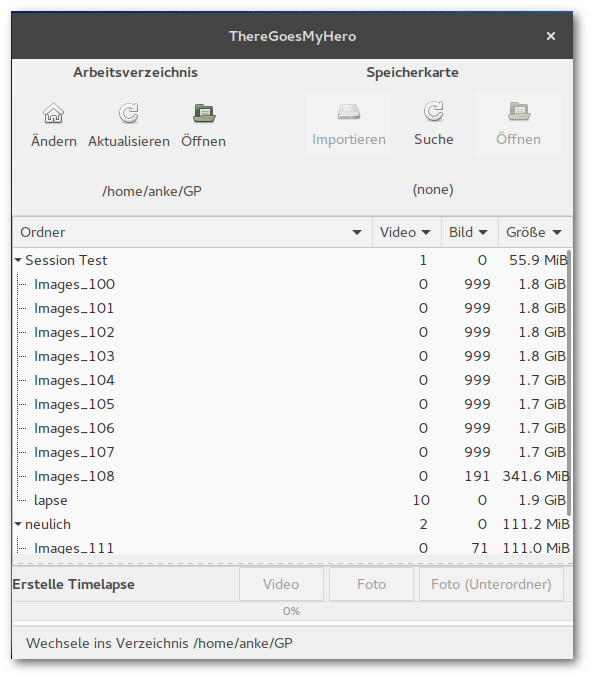 ThereGoesMyHero ×
Arbeitsverzeichnis Speicherkarte
Ändern Aktualisieren Öffnen Importieren Suche Öffnen
/home/anke/GP (none)
Ordner Video Bild Größe
Session Test 1 0 55.9 MiB
Images_100 0 999 1.8 GiB
Images_101 0 999 1.8 GiB
Images_102 0 999 1.8 GiB
Images_103 0 999 1.8 GiB
Images_104 0 999 1.7 GiB
Images_105 0 999 1.7 GiB
Images_106 0 999 1.7 GiB
Images_107 0 999 1.7 GiB
Images_108 0 191 341.6 MiB
lapse 10 0 1.9 GiB
neulich 2 0 111.2 MiB
Images_111 0 71 111.0 MiB
Erstelle Timelapse Video Foto Foto (Unterordner)
0%
Wechsele ins Verzeichnis /home/anke/GP